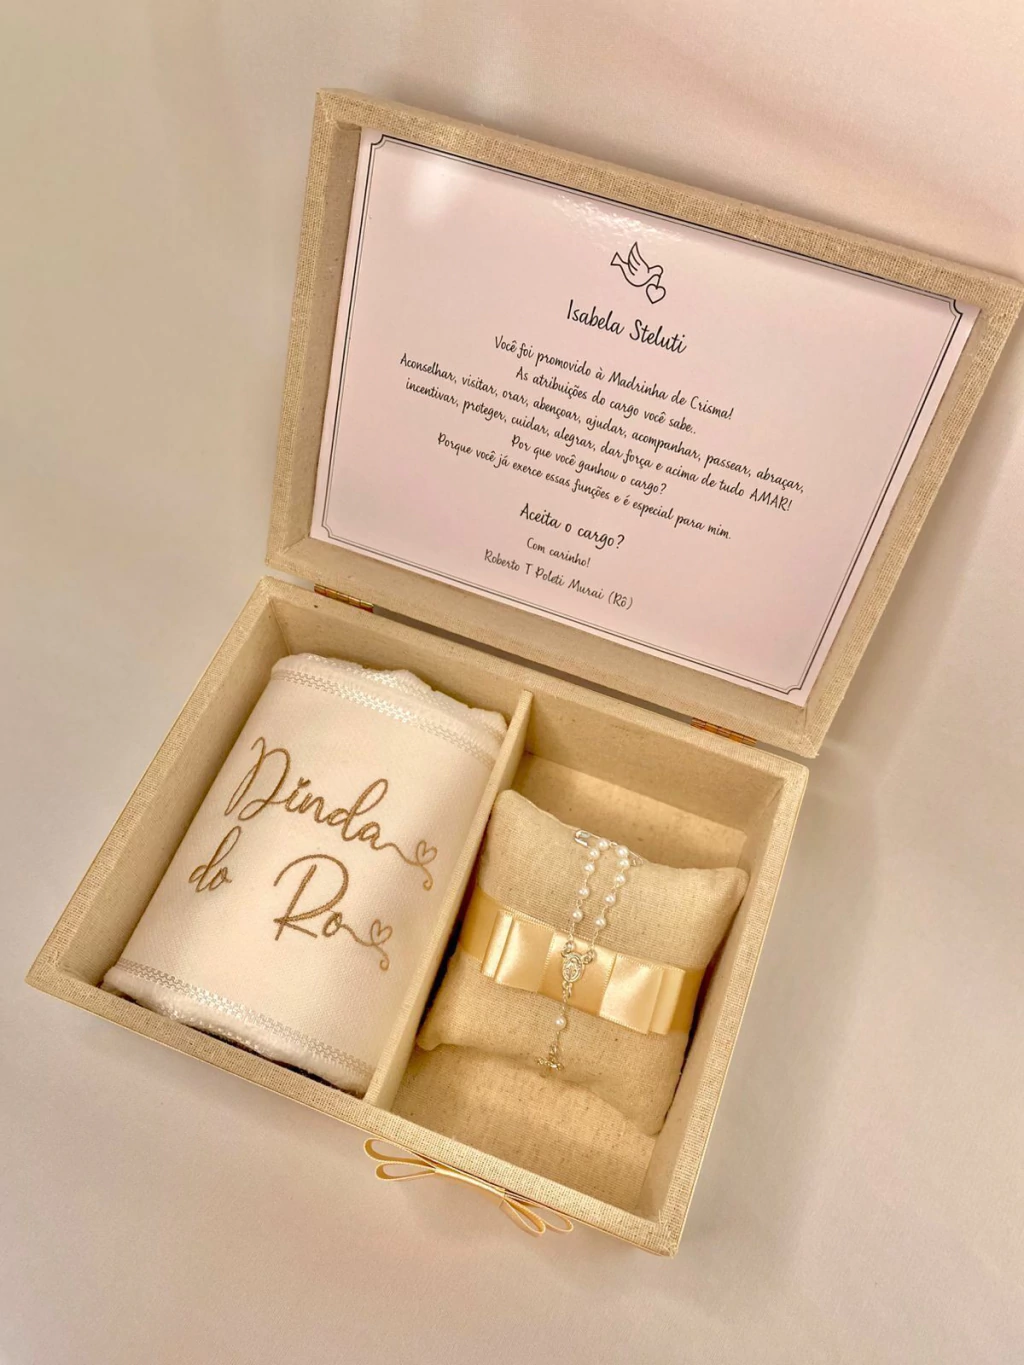 Isabela Steluti
Você foi promovido à Madrinha de Crisma!
As atribuições do cargo você sabe..
Aconselhar, visitar, orar, abençoar, ajudar, acompanhar, passear, abraçar,
incentivar, proteger, cuidar, alegrar, dar força e acima de tudo AMAR!
Por que você ganhou o cargo?
Porque você já exerce essas funções e é especial para mim.
Aceita o cargo?
Com carinho!
Roberto T Poleti Murai (Rô)
Dinda
do Ro